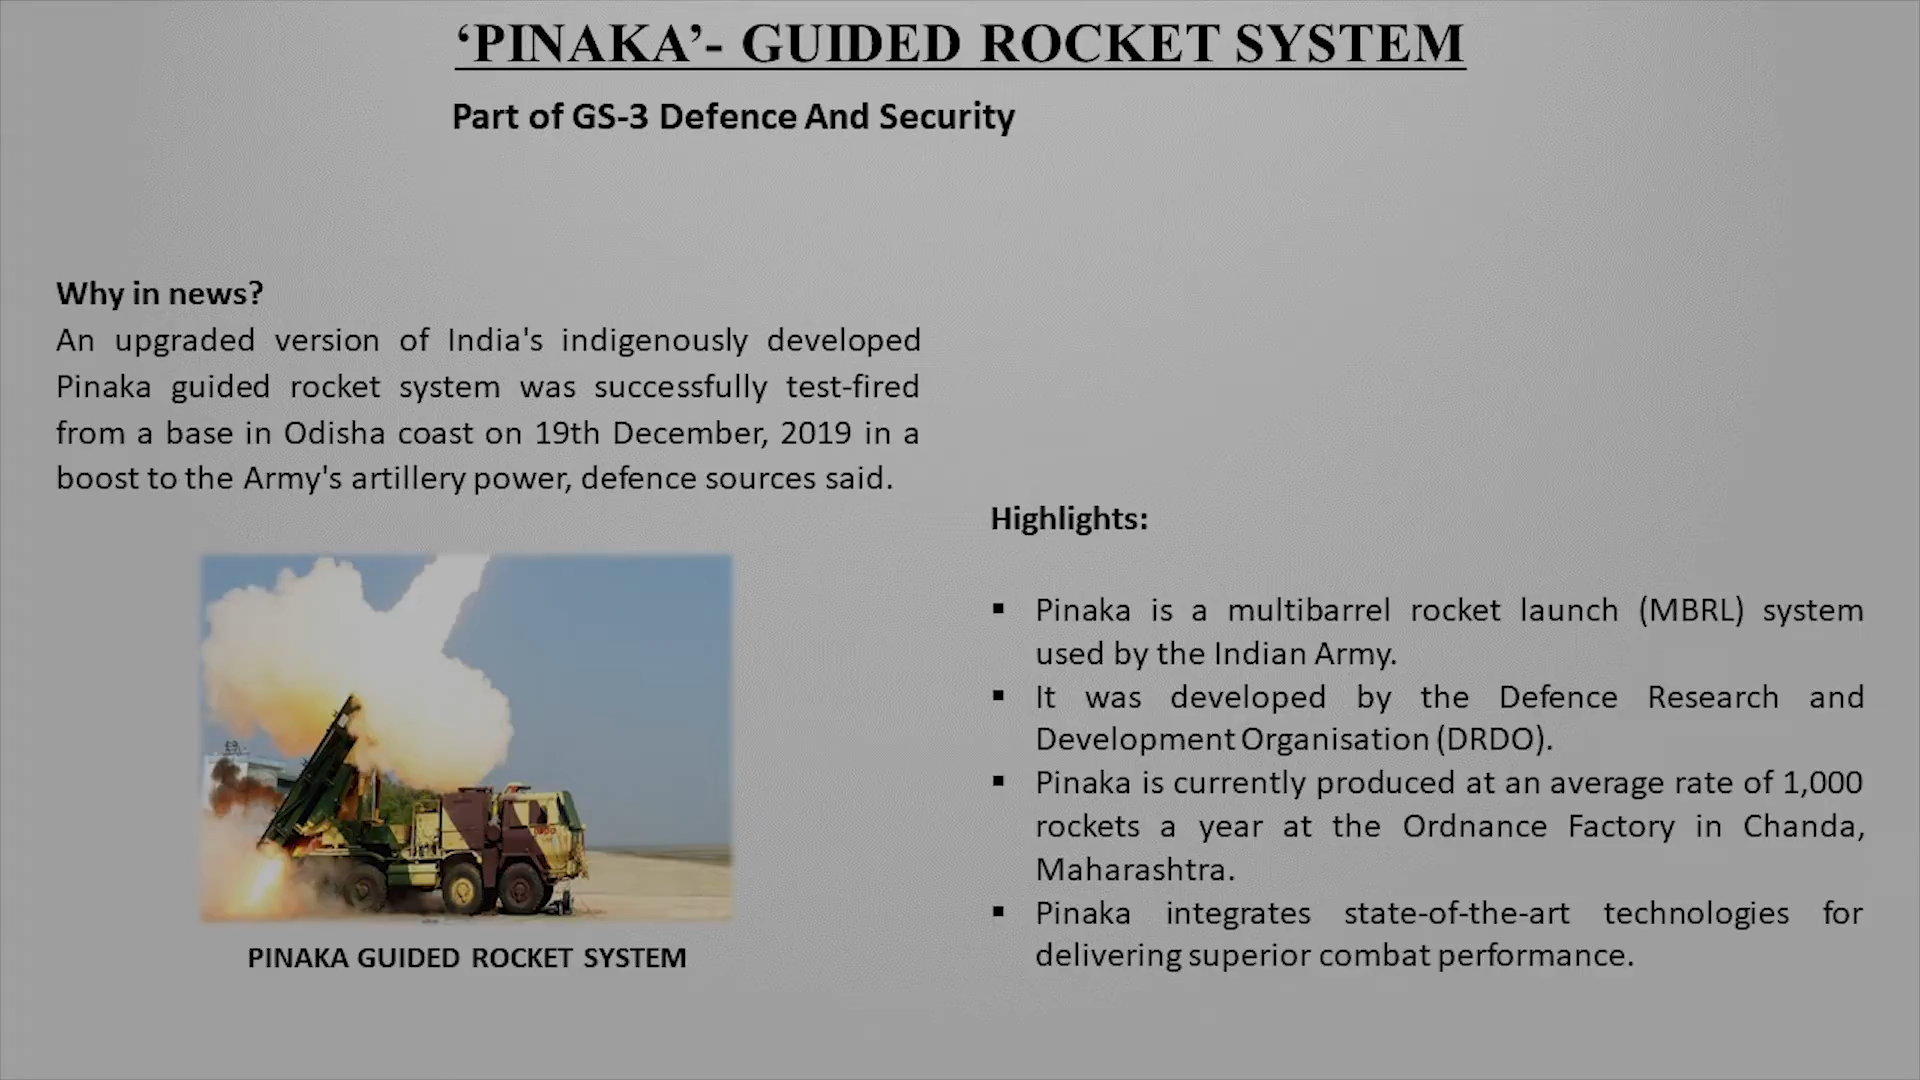 ‘PINAKA’- GUIDED ROCKET SYSTEM
Part of GS-3 Defence And Security
Why in news?
An upgraded version of India's indigenously developed
Pinaka guided rocket system was successfully test-fired
from a base in Odisha coast on 19th December, 2019 in a
boost to the Army's artillery power, defence sources said.
PINAKA GUIDED ROCKET SYSTEM
Highlights:
▪ Pinaka is a multibarrel rocket launch (MBRL) system
used by the Indian Army.
▪ It was developed by the Defence Research and
Development Organisation (DRDO).
▪ Pinaka is currently produced at an average rate of 1,000
rockets a year at the Ordnance Factory in Chanda,
Maharashtra.
▪ Pinaka integrates state-of-the-art technologies for
delivering superior combat performance.